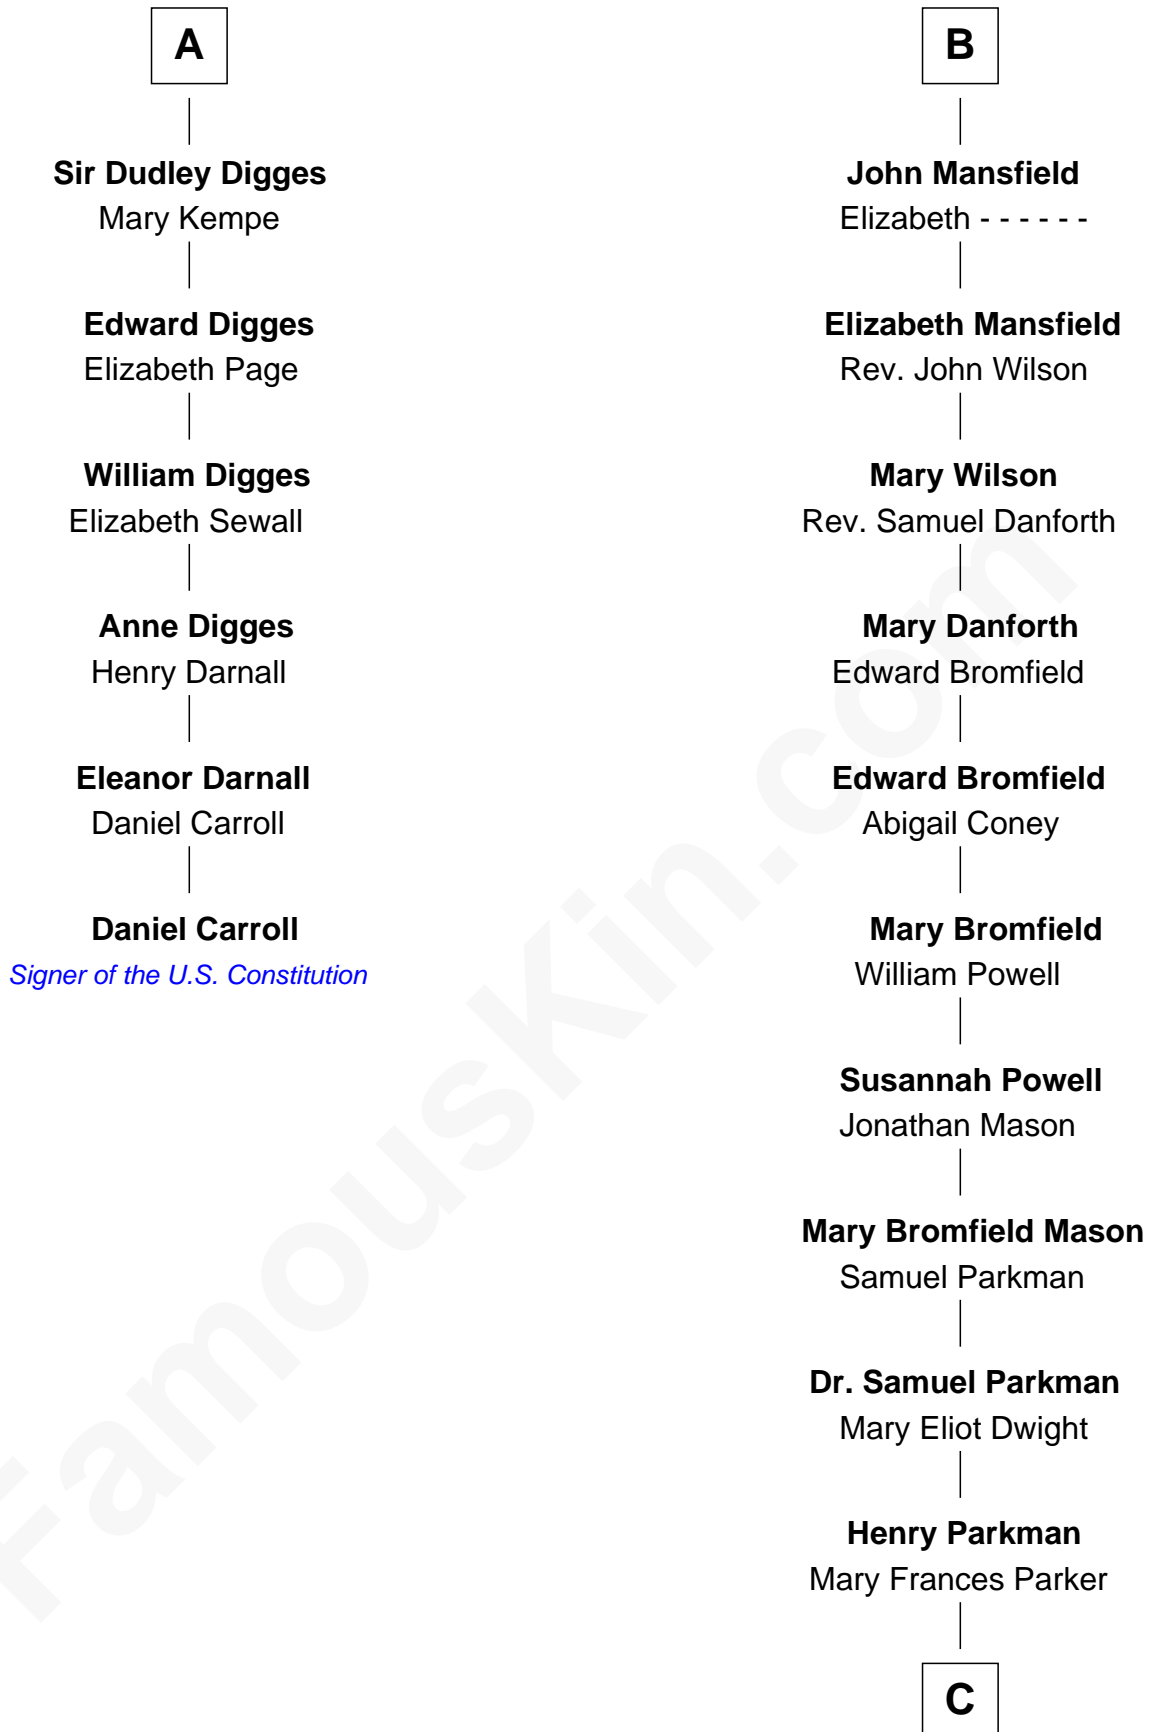 A
Sir Dudley Digges
Mary Kempe
Edward Digges
Elizabeth Page
William Digges
Elizabeth Sewall
Anne Digges
Henry Darnall
Eleanor Darnall
Daniel Carroll
Daniel Carroll
Signer of the U.S. Constitution
B
John Mansfield
Elizabeth - - - - - -
Elizabeth Mansfield
Rev. John Wilson
Mary Wilson
Rev. Samuel Danforth
Mary Danforth
Edward Bromfield
Edward Bromfield
Abigail Coney
Mary Bromfield
William Powell
Susannah Powell
Jonathan Mason
Mary Bromfield Mason
Samuel Parkman
Dr. Samuel Parkman
Mary Eliot Dwight
Henry Parkman
Mary Frances Parker
C
FamousKin.com